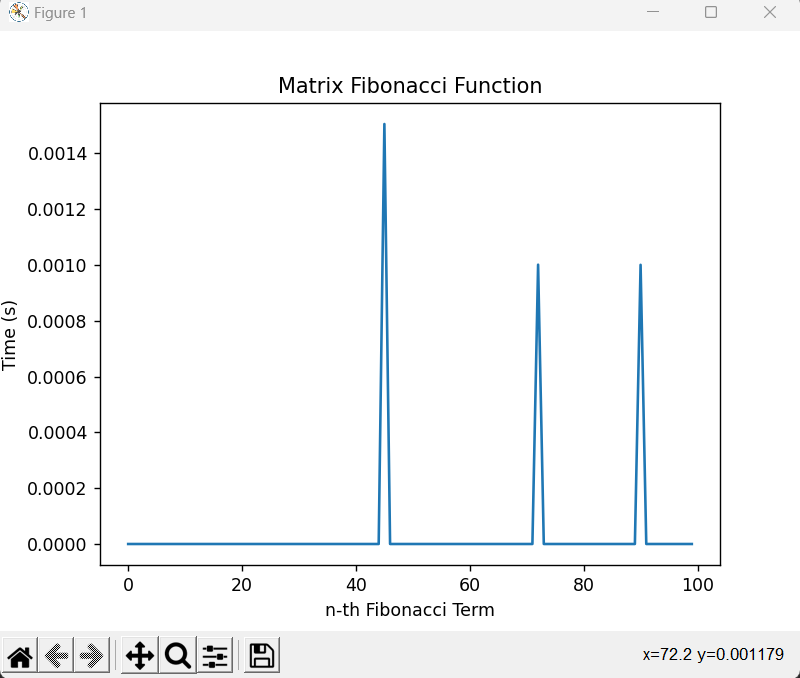 Figure 1
Matrix Fibonacci Function
Time (s)
0.0014
0.0012
0.0010
0.0008
0.0006
0.0004
0.0002
0.0000
0 20 40 60 80 100
n-th Fibonacci Term
x=72.2 y=0.001179